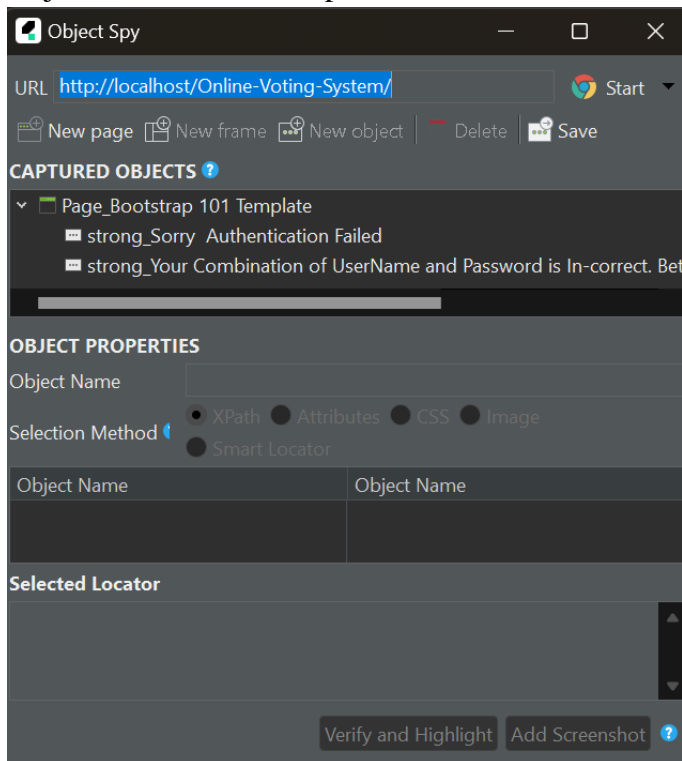 Object Spy
URL http://localhost/Online-Voting-System/ Start
New page New frame New object Delete Save
CAPTURED OBJECTS ?
Page_Bootstrap 101 Template
strong_Sorry Authentication Failed
strong_Your Combination of UserName and Password is In-correct. Bet
OBJECT PROPERTIES
Object Name
Selection Method
XPath Attributes CSS Image
Smart Locator
Object Name Object Name
Selected Locator
Verify and Highlight Add Screenshot ?